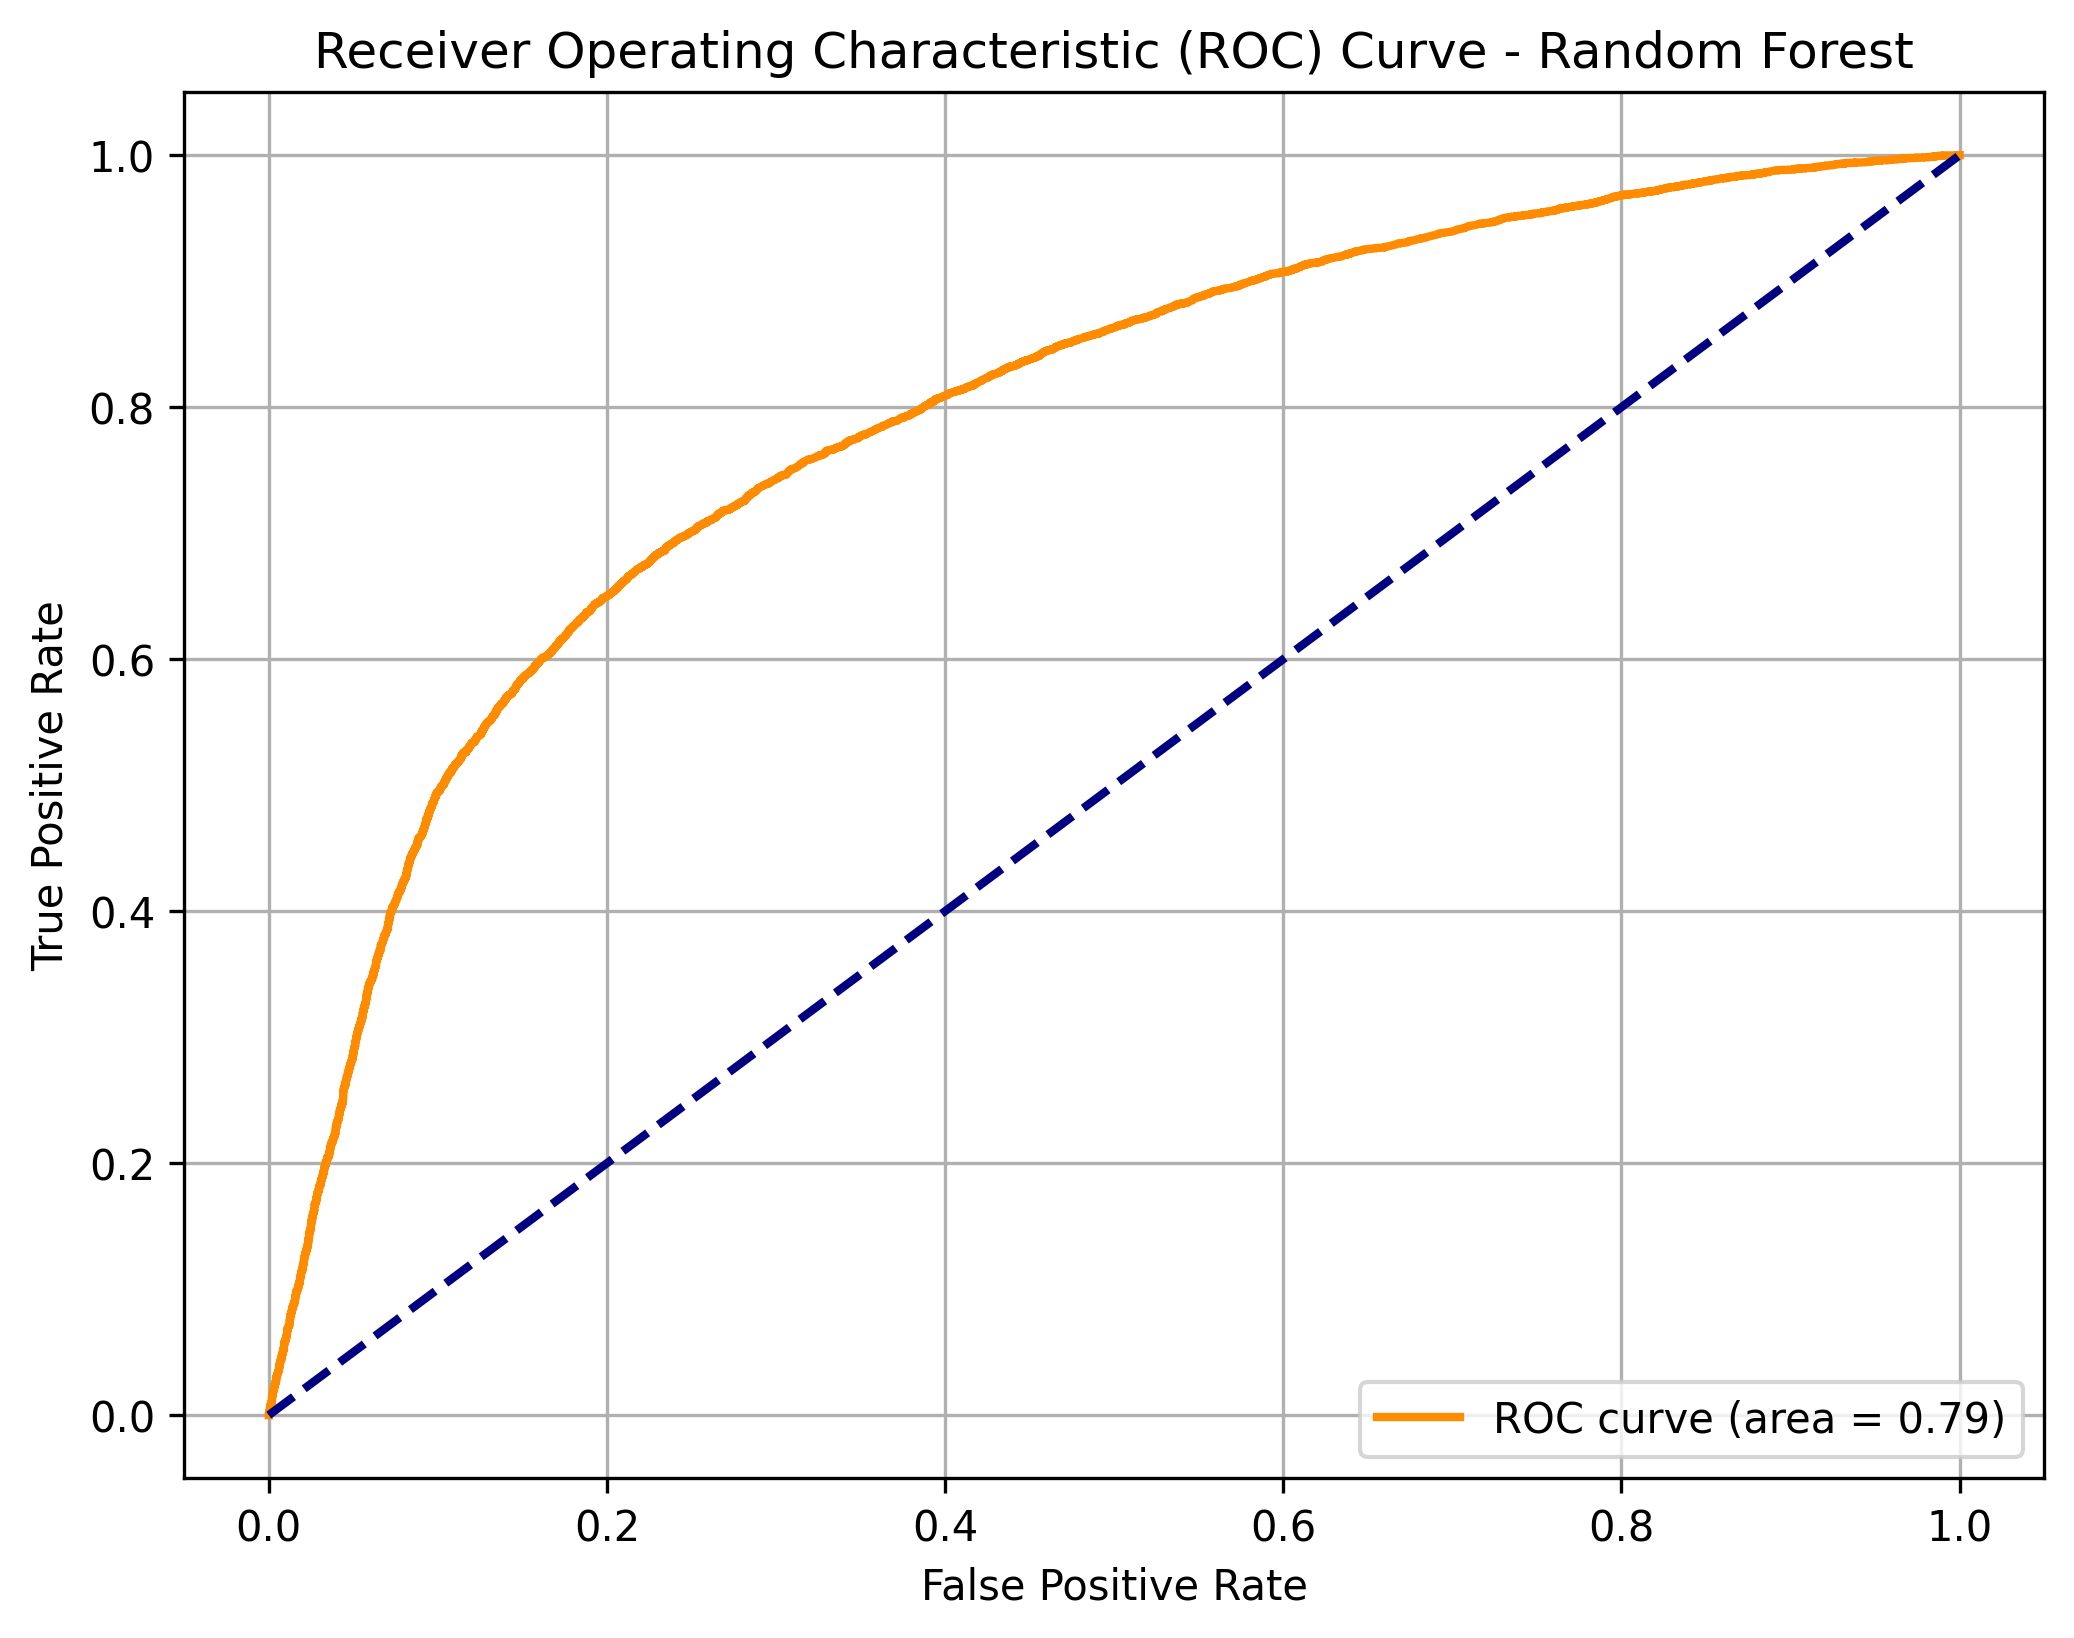 Receiver Operating Characteristic (ROC) Curve - Random Forest
1.0
0.8
0.6
0.4
0.2
0.0
True Positive Rate
ROC curve (area = 0.79)
0.0 0.2 0.4 0.6 0.8 1.0
False Positive Rate